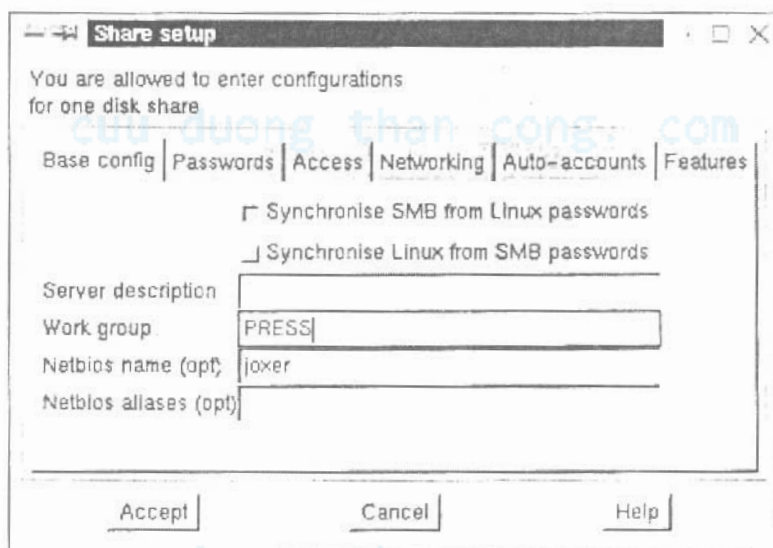 Share setup
You are allowed to enter configurations
for one disk share
cuu duong than cong. com
Base config Passwords Access Networking Auto-accounts Features
Synchronise SMB from Linux passwords
Synchronise Linux from SMB passwords
Server description
Work group PRESS
Netbios name (opt) joxer
Netbios aliases (opt)
Accept Cancel Help